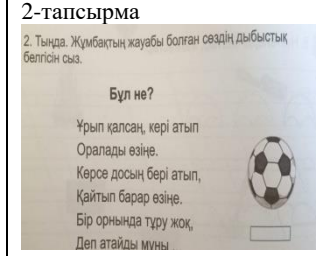 2-тапсырма
2. Тыңда. Жұмбақтың жауабы болған сөздің дыбыстық
белгісін сыз.
Бұл не?
Ұрып қалсаң, кері атып
Оралады өзіңе.
Көрсе досың бері атып,
Қайтып барар өзіңе.
Бір орнында тұру жоқ,
Деп атайды мұны